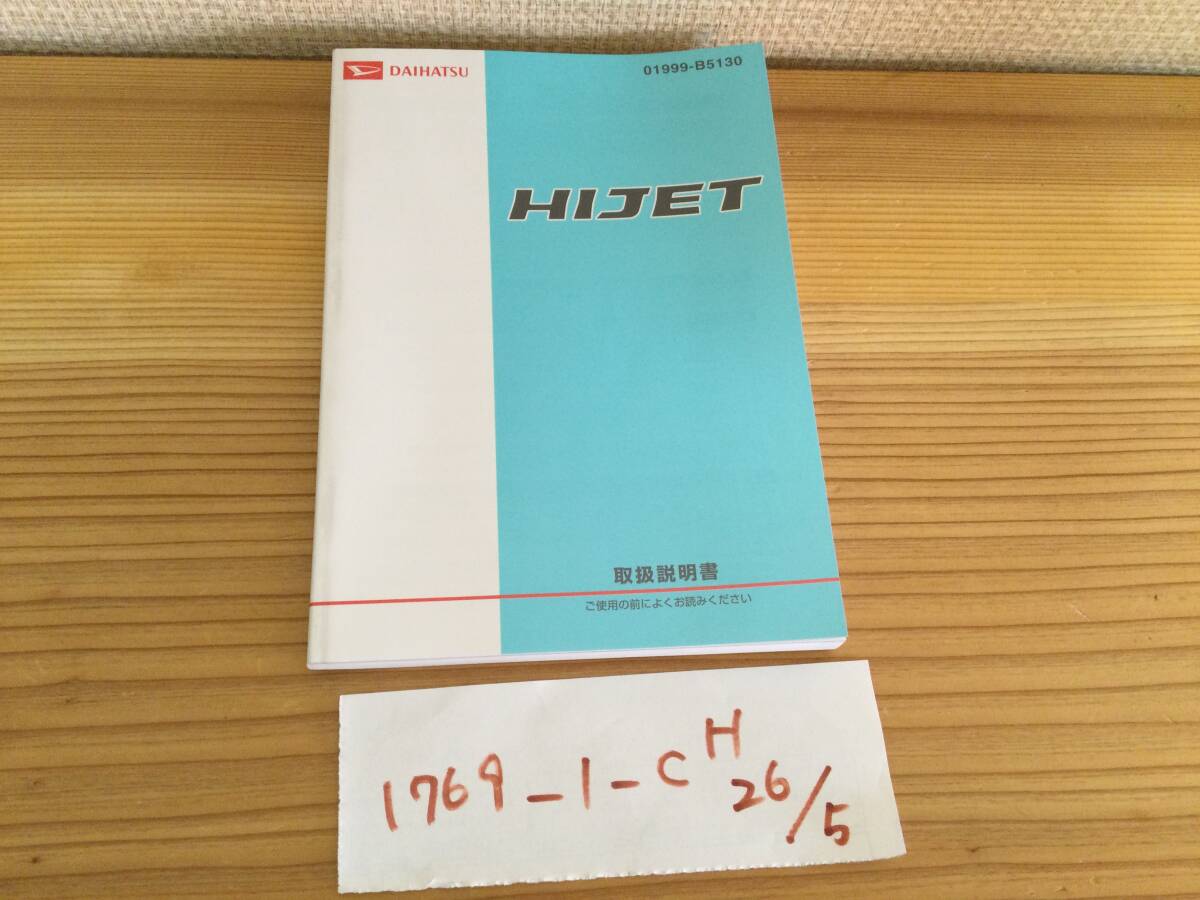 DAIHATSU
01999-B5130
HIJET
取扱説明書
ご使用の前によくお読みください
1769-1-C H 26/5